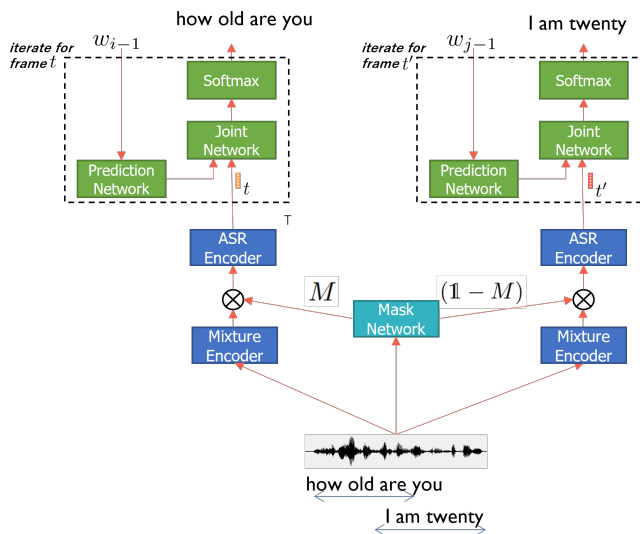 how old are you
I am twenty
iterate for
frame t
w_{i-1}
iterate for
frame t'
w_{j-1}
Softmax
Softmax
Joint
Network
Joint
Network
Prediction
Network
t
Prediction
Network
t'
T
ASR
Encoder
ASR
Encoder
M
(𝟙 − M)
Mask
Network
Mixture
Encoder
Mixture
Encoder
how old are you
I am twenty